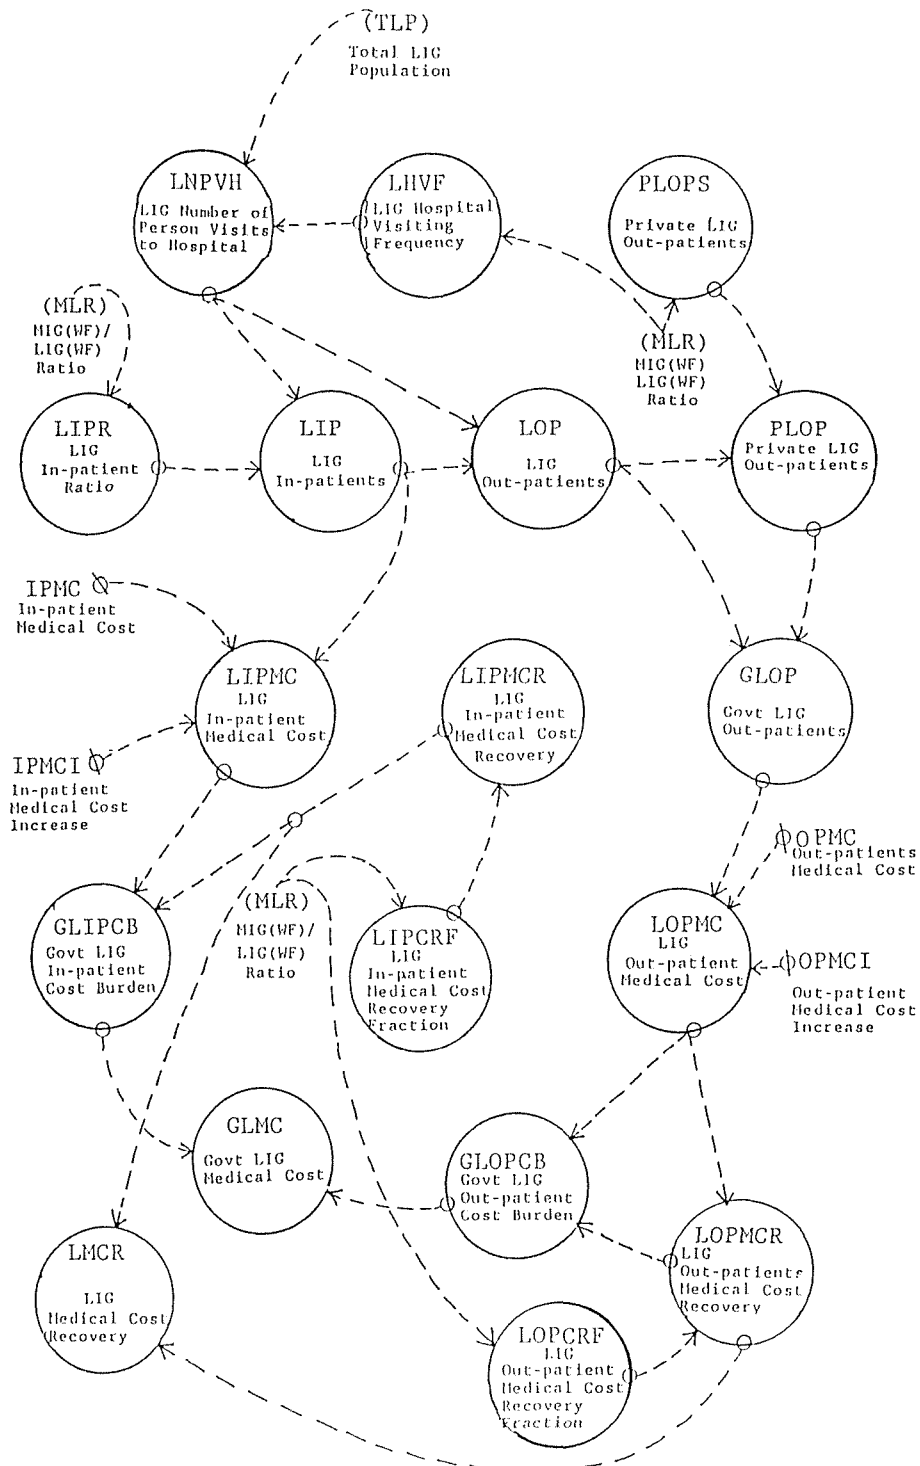 (TLP)
Total LIG
Population
LNPVH
LIG Number of
Person Visits
to Hospital
LHVF
LIG Hospital
Visiting
Frequency
PLOPS
Private LIG
Out-patients
(MLR)
MIG(WF)/
LIG(WF)
Ratio
(MLR)
MIG(WF)
LIG(WF)
Ratio
LIPR
LIG
In-patient
Ratio
LIP
LIG
In-patients
LOP
LIG
Out-patients
PLOP
Private LIG
Out-patients
IPMC
In-patient
Medical Cost
LIPMC
LIG
In-patient
Medical Cost
LIPMCR
LIG
In-patient
Medical Cost
Recovery
GLOP
Govt LIG
Out-patients
IPMCI
In-patient
Medical Cost
Increase
OPMC
Out-patients
Medical Cost
GLIPCB
Govt LIG
In-patient
Cost Burden
(MLR)
MIG(WF)/
LIG(WF)
Ratio
LIPCRF
LIG
In-patient
Medical Cost
Recovery
Fraction
LOPMC
LIG
Out-patient
Medical Cost
OPMCI
Out-patient
Medical Cost
Increase
GLMC
Govt LIG
Medical Cost
GLOPCB
Govt LIG
Out-patient
Cost Burden
LMCR
LIG
Medical Cost
Recovery
LOPMCR
LIG
Out-patients
Medical Cost
Recovery
LOPCRF
LIG
Out-patient
Medical Cost
Recovery
Fraction